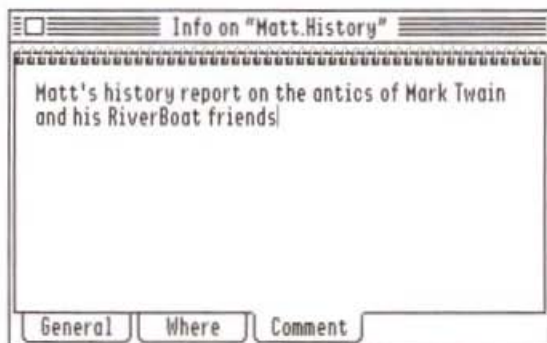 Info on "Matt.History"
Matt's history report on the antics of Mark Twain
and his RiverBoat friends
General
Where
Comment